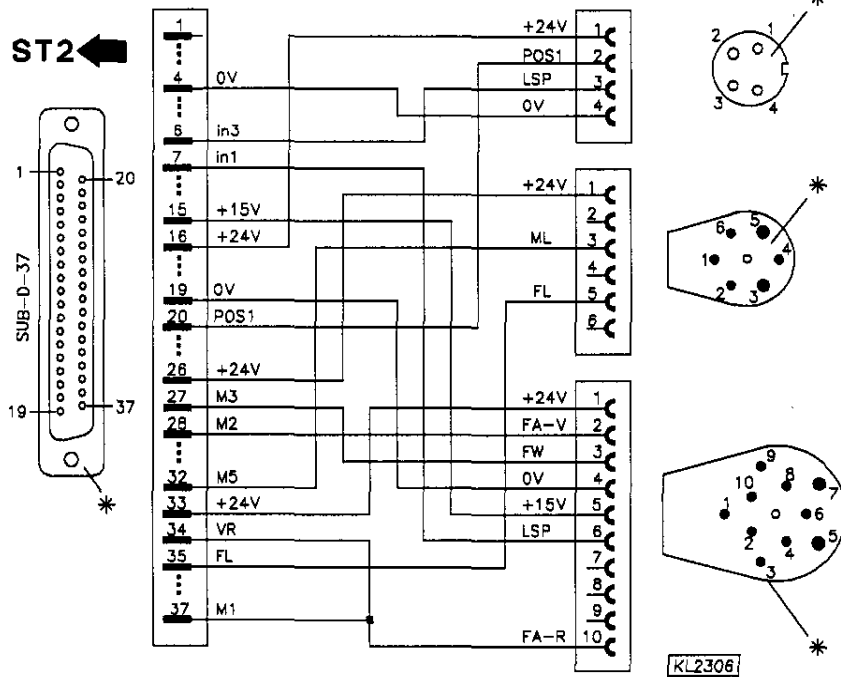 ST2
SUB-D-37
1
20
19
37
*
1
4 0V
6 in3
7 in1
15 +15V
16 +24V
19 0V
20 POS1
26 +24V
27 M3
28 M2
32 M5
33 +24V
34 VR
35 FL
37 M1
+24V 1
POS1 2
LSP 3
0V 4
+24V 1
2
ML 3
4
FL 5
6
+24V 1
FA-V 2
FW 3
0V 4
+15V 5
LSP 6
7
8
9
FA-R 10
*
2 1
3 4
*
6 5
1 4
2 3
9
10 8 7
1 6
2 4 5
3
*
KL2306